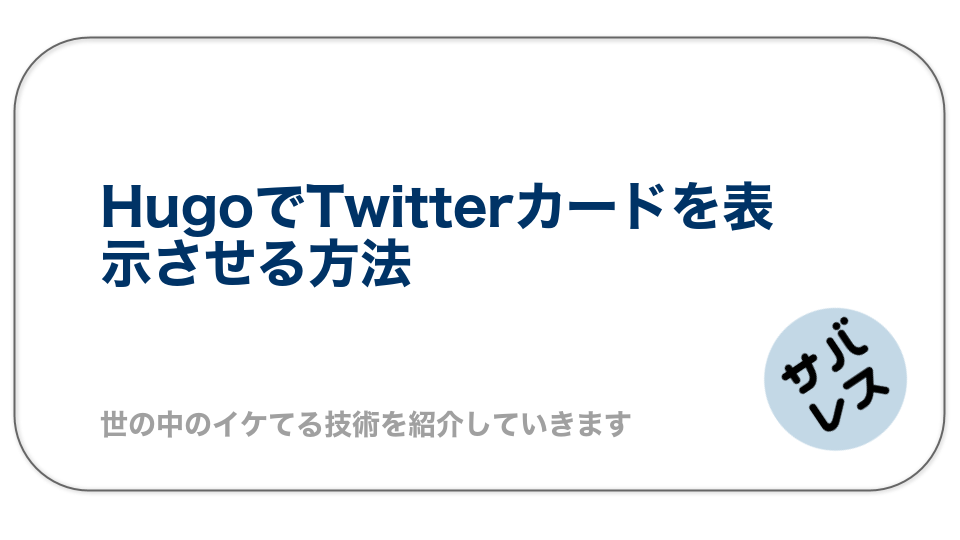 HugoでTwitterカードを表
示させる方法
世の中のイケてる技術を紹介していきます
サバ
レス